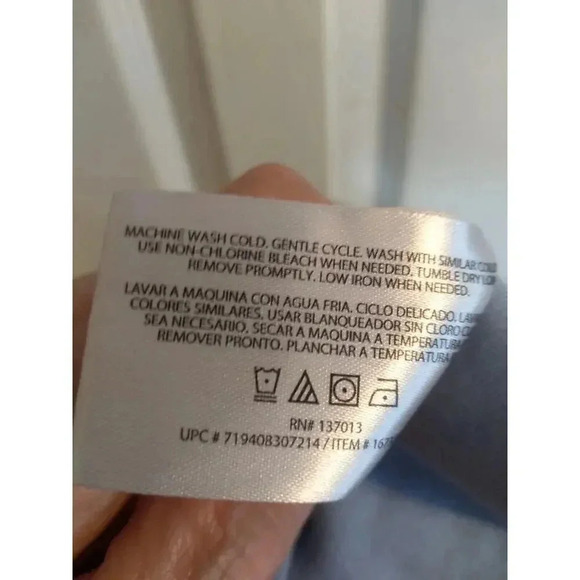 MACHINE WASH COLD. GENTLE CYCLE. WASH WITH SIMILAR
USE NON-CHLORINE BLEACH WHEN NEEDED. TUMBLE DRY
REMOVE PROMPTLY. LOW IRON WHEN NEEDED.
LAVAR A MAQUINA CON AGUA FRIA. CICLO DELICADO.
COLORES SIMILARES. USAR BLANQUEADOR SIN CLORO
SEA NECESARIO, SECAR A MAQUINA A TEMPERATURA
REMOVER PRONTO. PLANCHAR A TEMPERATURA
RN# 137013
UPC # 719408307214 / ITEM #